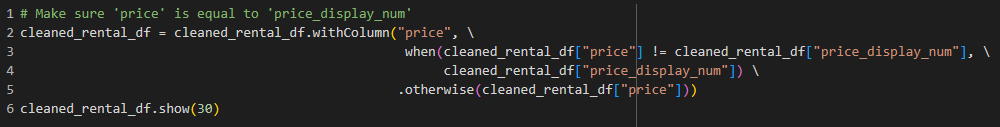 1 # Make sure 'price' is equal to 'price_display_num'
2 cleaned_rental_df = cleaned_rental_df.withColumn("price", \
3 when(cleaned_rental_df["price"] != cleaned_rental_df["price_display_num"], \
4 cleaned_rental_df["price_display_num"]) \
5 .otherwise(cleaned_rental_df["price"]))
6 cleaned_rental_df.show(30)